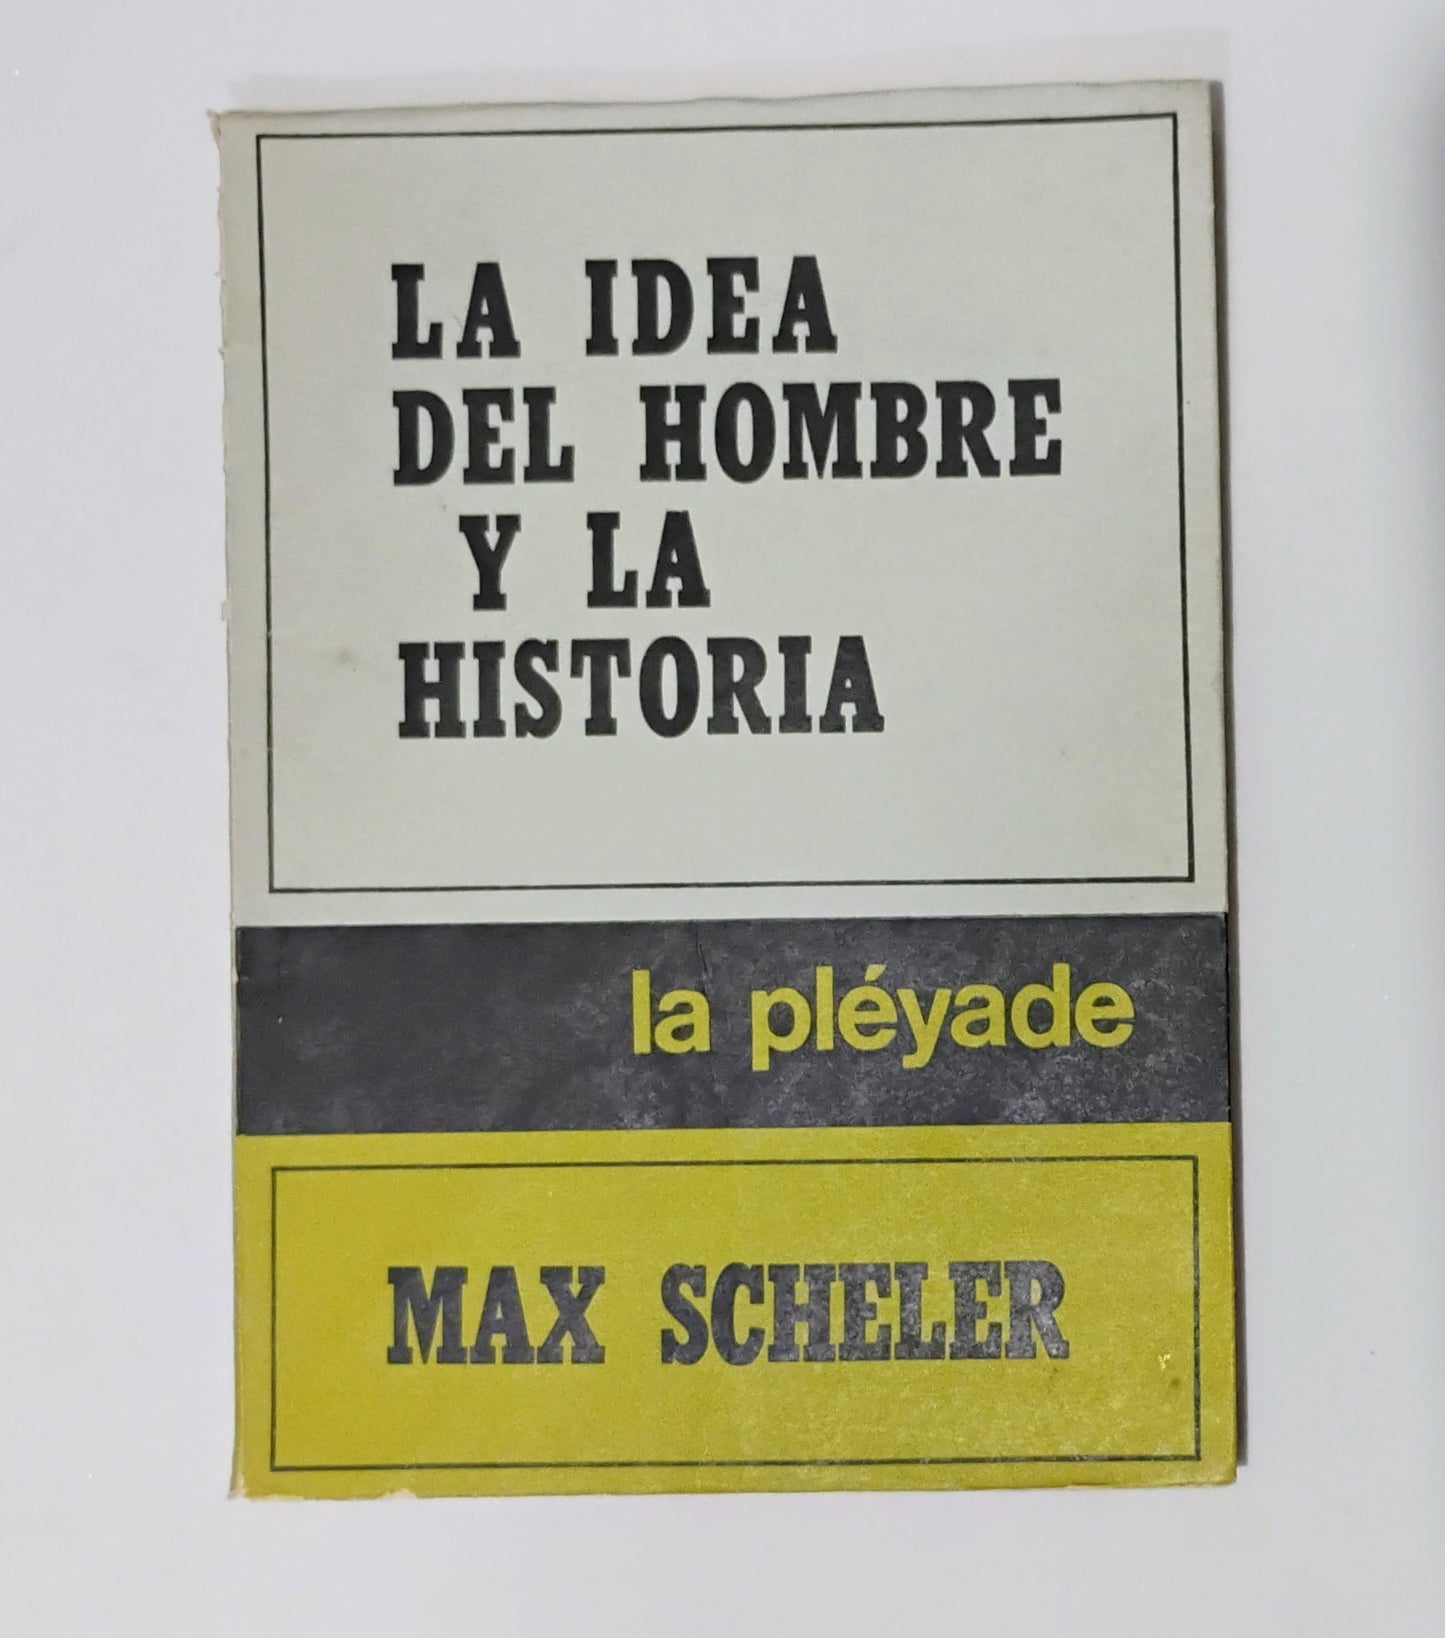 LA IDEA
DEL HOMBRE
Y LA
HISTORIA
la pléyade
MAX SCHELER